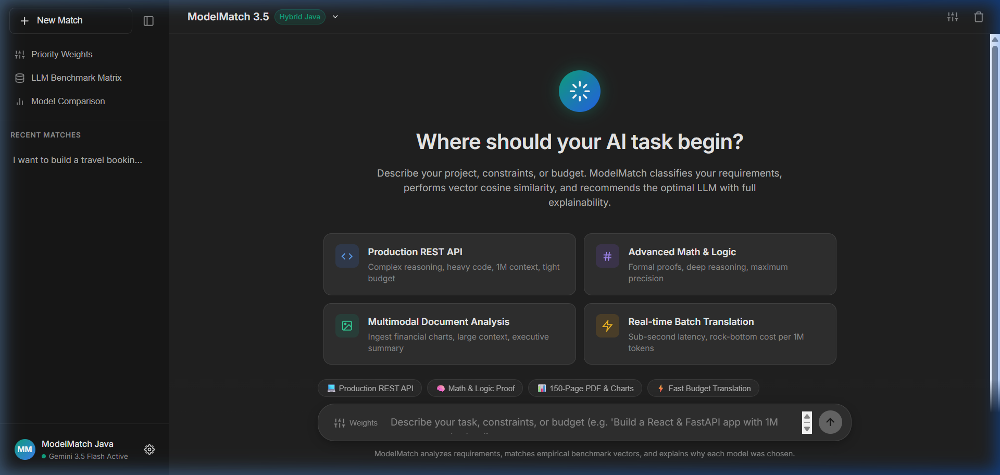 New Match
Priority Weights
LLM Benchmark Matrix
Model Comparison
RECENT MATCHES
I want to build a travel bookin...
MM
ModelMatch Java
Gemini 3.5 Flash Active
ModelMatch 3.5
Hybrid Java
Where should your AI task begin?
Describe your project, constraints, or budget. ModelMatch classifies your requirements,
performs vector cosine similarity, and recommends the optimal LLM with full
explainability.
Production REST API
Complex reasoning, heavy code, 1M context, tight
budget
Advanced Math & Logic
Formal proofs, deep reasoning, maximum
precision
Multimodal Document Analysis
Ingest financial charts, large context, executive
summary
Real-time Batch Translation
Sub-second latency, rock-bottom cost per 1M
tokens
Production REST API
Math & Logic Proof
150-Page PDF & Charts
Fast Budget Translation
Weights
Describe your task, constraints, or budget (e.g. 'Build a React & FastAPI app with 1M
ModelMatch analyzes requirements, matches empirical benchmark vectors, and explains why each model was chosen.